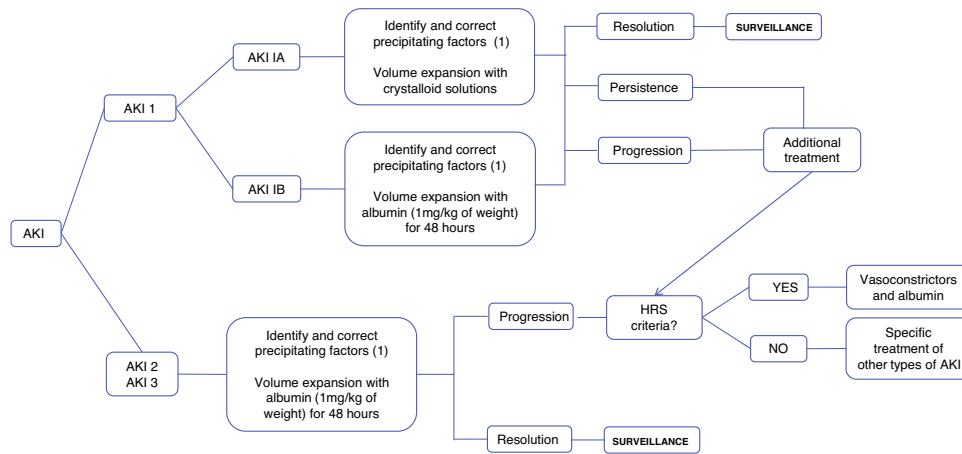 AKI
AKI 1
AKI IA
Identify and correct
precipitating factors (1)
Volume expansion with
crystalloid solutions
AKI IB
Identify and correct
precipitating factors (1)
Volume expansion with
albumin (1mg/kg of weight)
for 48 hours
Resolution
SURVEILLANCE
Persistence
Progression
Additional
treatment
AKI 2
AKI 3
Identify and correct
precipitating factors (1)
Volume expansion with
albumin (1mg/kg of
weight) for 48 hours
Progression
HRS
criteria?
YES
Vasoconstrictors
and albumin
NO
Specific
treatment of
other types of AKI
Resolution
SURVEILLANCE